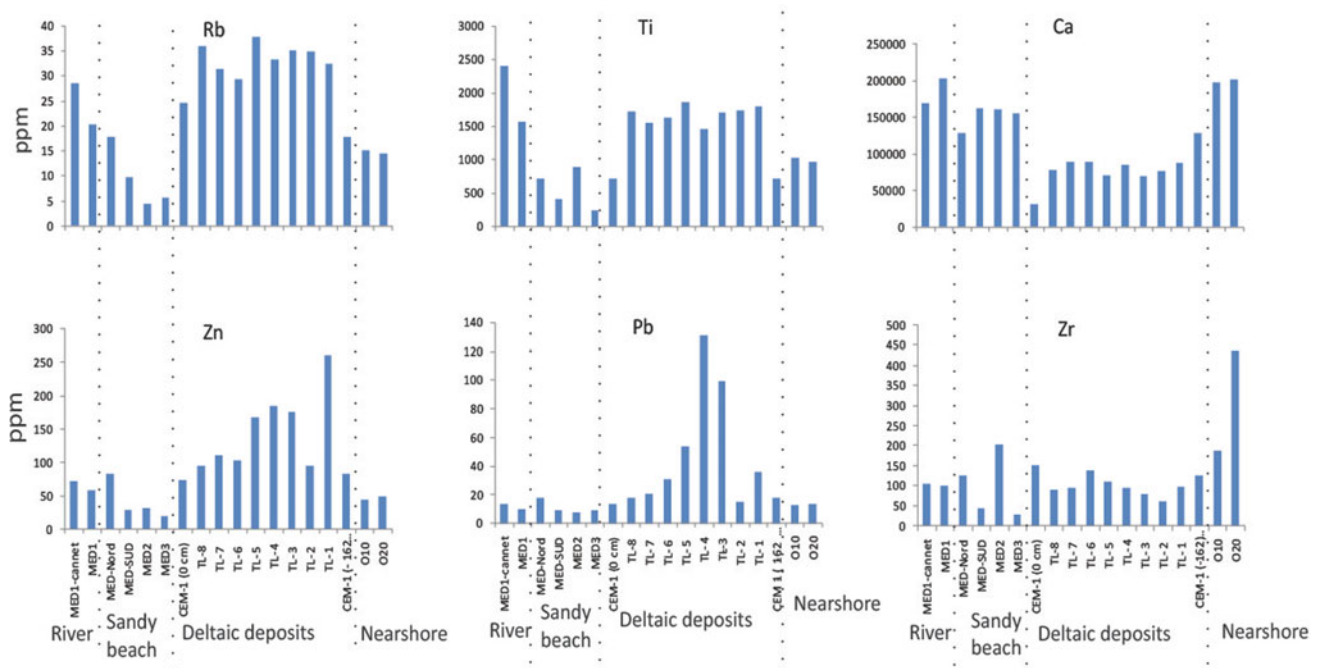 Rb
Ti
Ca
ppm
40
35
30
25
20
15
10
5
0
3000
2500
2000
1500
1000
500
0
250000
200000
150000
100000
50000
0
Zn
Pb
Zr
ppm
300
250
200
150
100
50
0
140
120
100
80
60
40
20
0
500
450
400
350
300
250
200
150
100
50
0
MED1-cannet
MED1
MED-Nord
MED-SUD
MED2
MED3
CEM-1 (0 cm)
TL-8
TL-7
TL-6
TL-5
TL-4
TL-3
TL-2
TL-1
CEM-1 (- 162...
O10
O20
MED1-cannet
MED1
MED-Nord
MED-SUD
MED2
MED3
CEM-1 (0 cm)
TL-8
TL-7
TL-6
TL-5
TL-4
TL-3
TL-2
TL-1
CEM 1 ( 162 ...
O10
O20
MED1-cannet
MED1
MED-Nord
MED-SUD
MED2
MED3
CEM-1 (0 cm)
TL-8
TL-7
TL-6
TL-5
TL-4
TL-3
TL-2
TL-1
CEM-1 (-162)...
O10
O20
River
Sandy
beach
Deltaic deposits
Nearshore
River
Sandy
beach
Deltaic deposits
Nearshore
River
Sandy
beach
Deltaic deposits
Nearshore